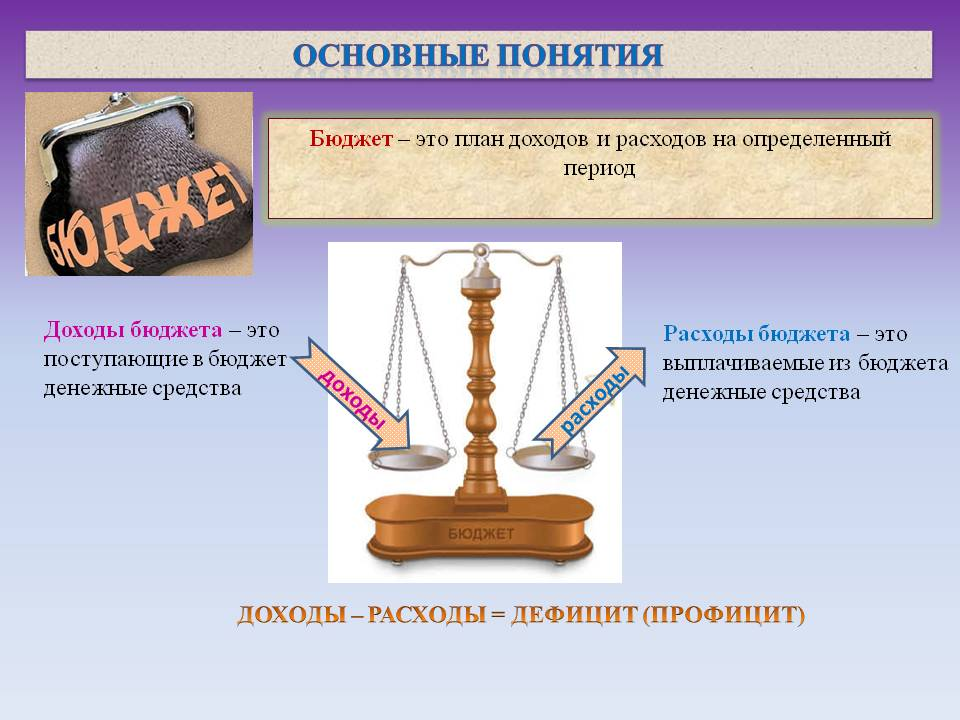 ОСНОВНЫЕ ПОНЯТИЯ
БЮДЖЕТ
Бюджет – это план доходов и расходов на определенный
период
Доходы бюджета – это
поступающие в бюджет
денежные средства
доходы
расходы
БЮДЖЕТ
Расходы бюджета – это
выплачиваемые из бюджета
денежные средства
ДОХОДЫ – РАСХОДЫ = ДЕФИЦИТ (ПРОФИЦИТ)